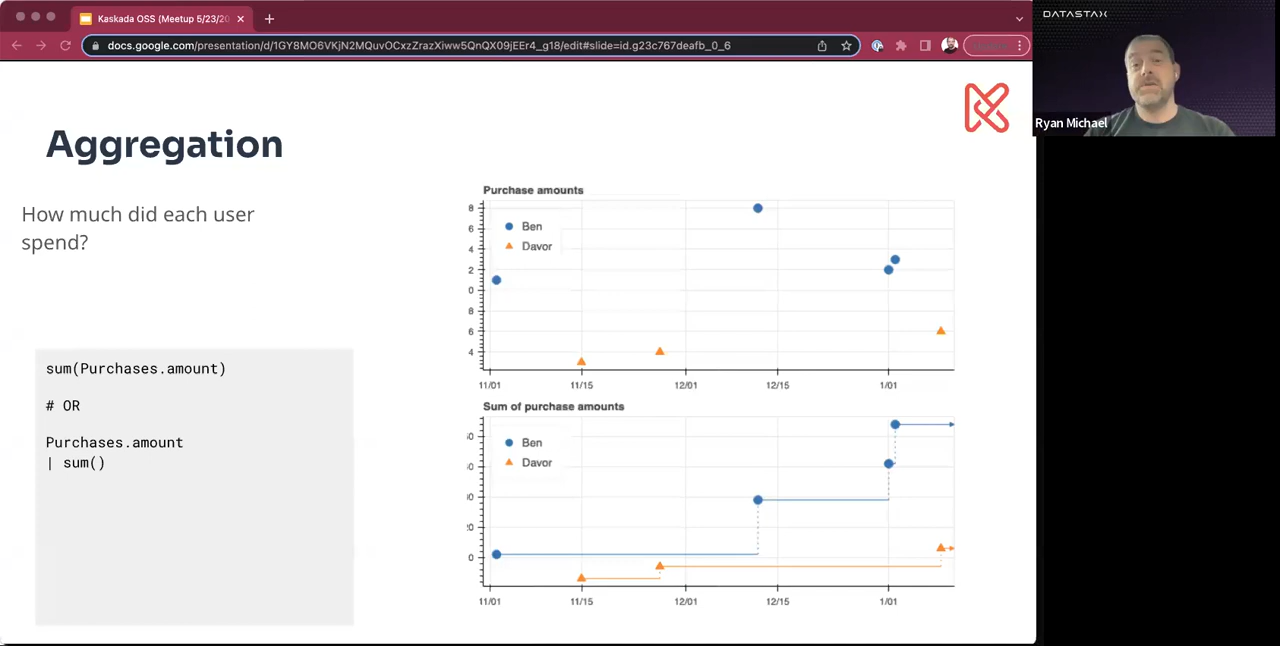 Kaskada OSS (Meetup 5/23/20
docs.google.com/presentation/d/1GY8MO6VKjN2MQuvOCxzZrazXiww5QnQX09jEEr4_g18/edit#slide=id.g23c767deafb_0_6
DATASTAX
Ryan Michael
Aggregation
How much did each user
spend?
sum(Purchases.amount)
# OR
Purchases.amount
| sum()
Purchase amounts
Ben
Davor
8
6
4
2
0
8
6
4
11/01
11/15
12/01
12/15
1/01
Sum of purchase amounts
Ben
Davor
20
0
11/01
11/15
12/01
12/15
1/01